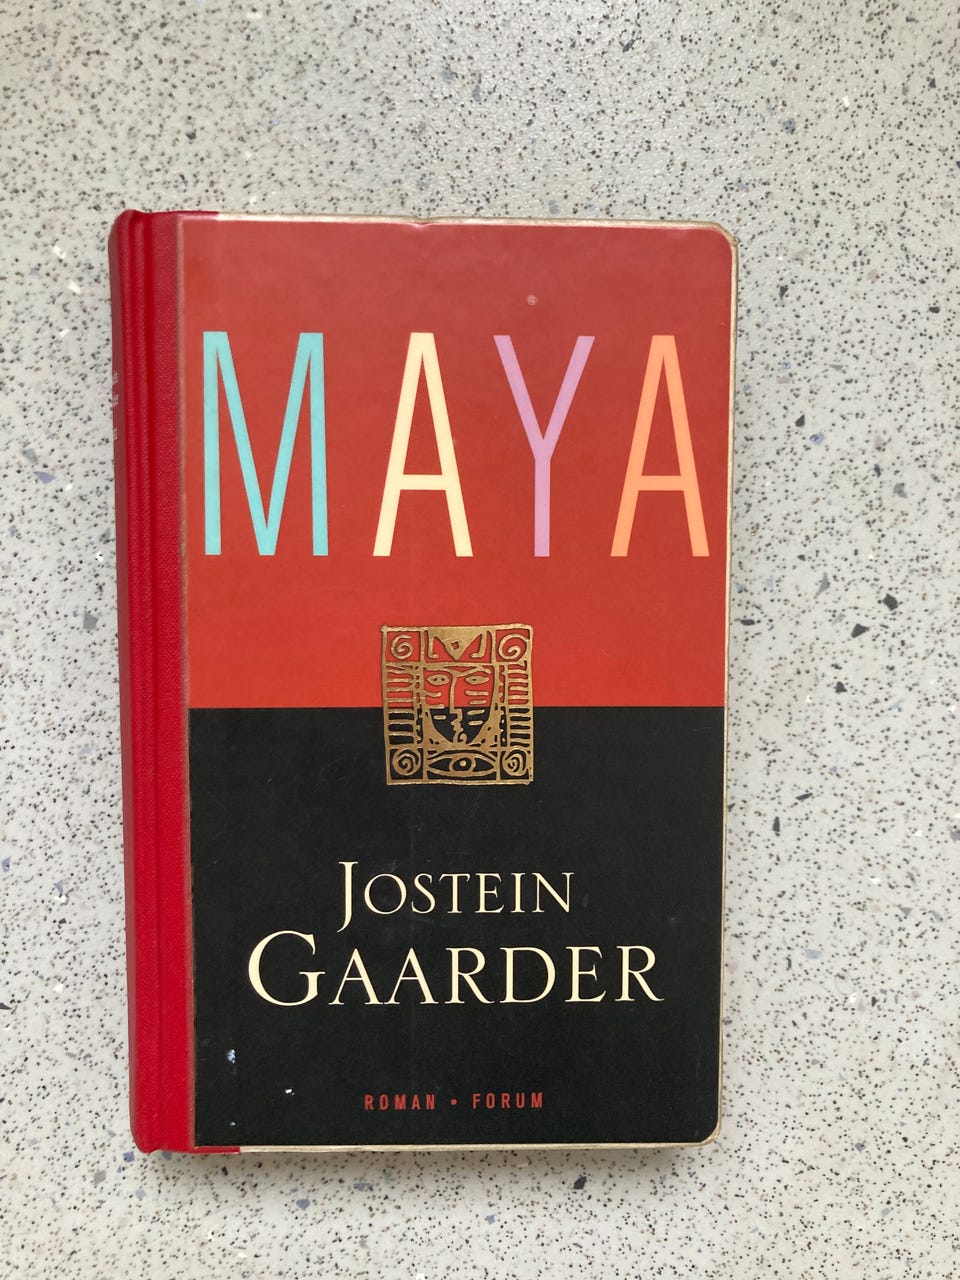 MAYA
JOSTEIN
GAARDER
ROMAN • FORUM